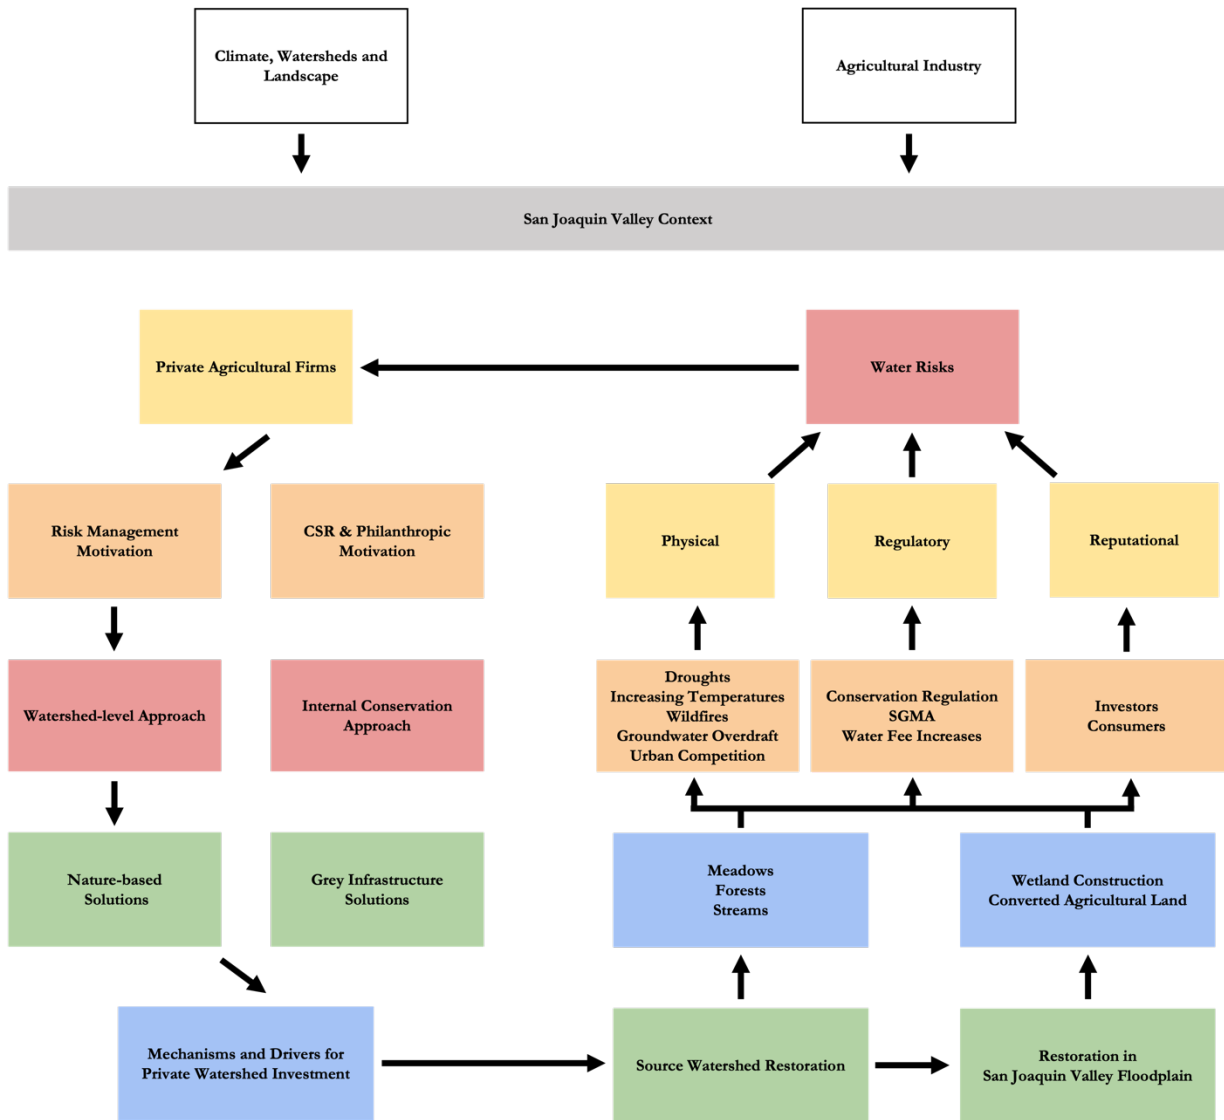 Climate, Watersheds and
Landscape
Agricultural Industry
San Joaquin Valley Context
Private Agricultural Firms
Water Risks
Risk Management
Motivation
CSR & Philanthropic
Motivation
Physical
Regulatory
Reputational
Watershed-level Approach
Internal Conservation
Approach
Droughts
Increasing Temperatures
Wildfires
Groundwater Overdraft
Urban Competition
Conservation Regulation
SGMA
Water Fee Increases
Investors
Consumers
Nature-based
Solutions
Grey Infrastructure
Solutions
Meadows
Forests
Streams
Wetland Construction
Converted Agricultural Land
Mechanisms and Drivers for
Private Watershed Investment
Source Watershed Restoration
Restoration in
San Joaquin Valley Floodplain